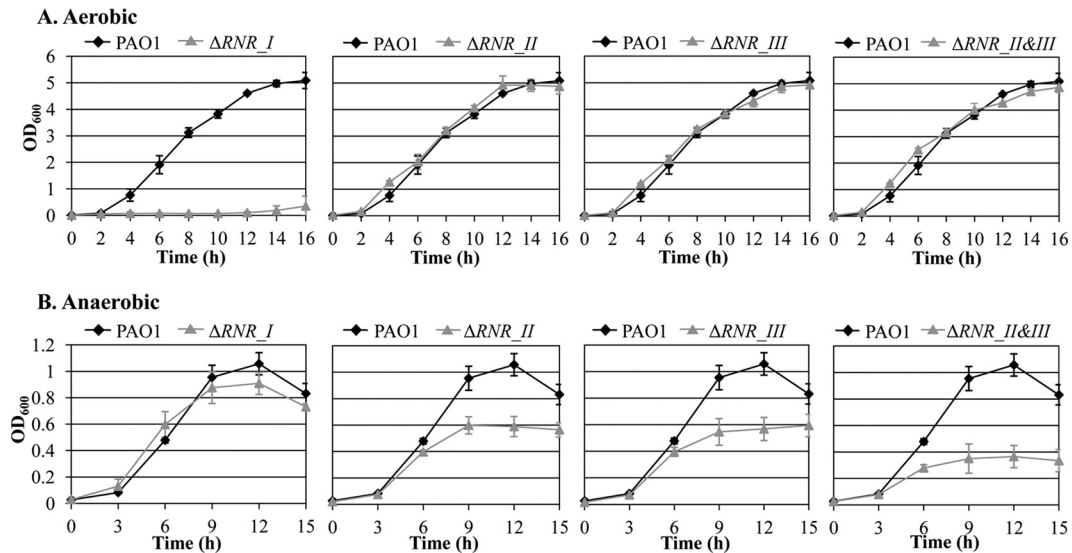 A. Aerobic
PAO1 ΔRNR_I PAO1 ΔRNR_II PAO1 ΔRNR_III PAO1 ΔRNR_II&III
6
5
4
3
2
1
0
OD600
0 2 4 6 8 10 12 14 16 0 2 4 6 8 10 12 14 16 0 2 4 6 8 10 12 14 16 0 2 4 6 8 10 12 14 16
Time (h) Time (h) Time (h) Time (h)
B. Anaerobic
PAO1 ΔRNR_I PAO1 ΔRNR_II PAO1 ΔRNR_III PAO1 ΔRNR_II&III
1.2
1
0.8
0.6
0.4
0.2
0
OD600
0 3 6 9 12 15 0 3 6 9 12 15 0 3 6 9 12 15 0 3 6 9 12 15
Time (h) Time (h) Time (h) Time (h)